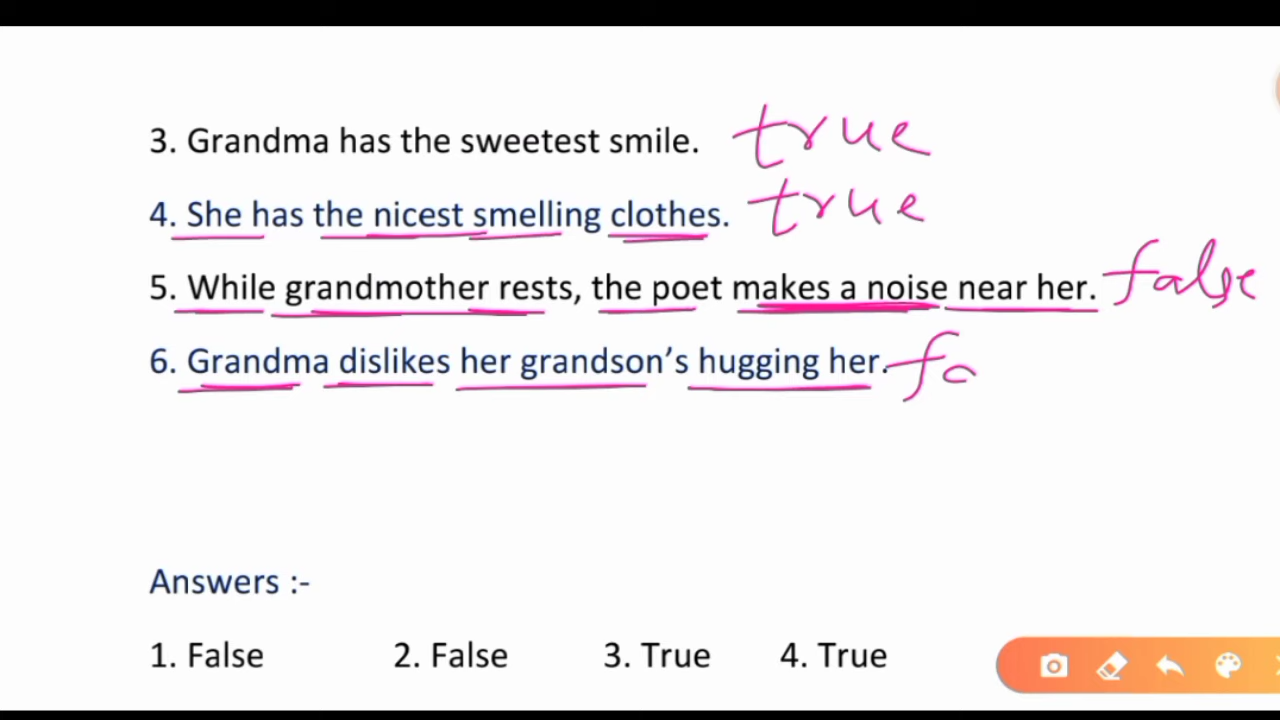 3. Grandma has the sweetest smile. true
4. She has the nicest smelling clothes. true
5. While grandmother rests, the poet makes a noise near her. false
6. Grandma dislikes her grandson’s hugging her. fa
Answers :-
1. False 2. False 3. True 4. True